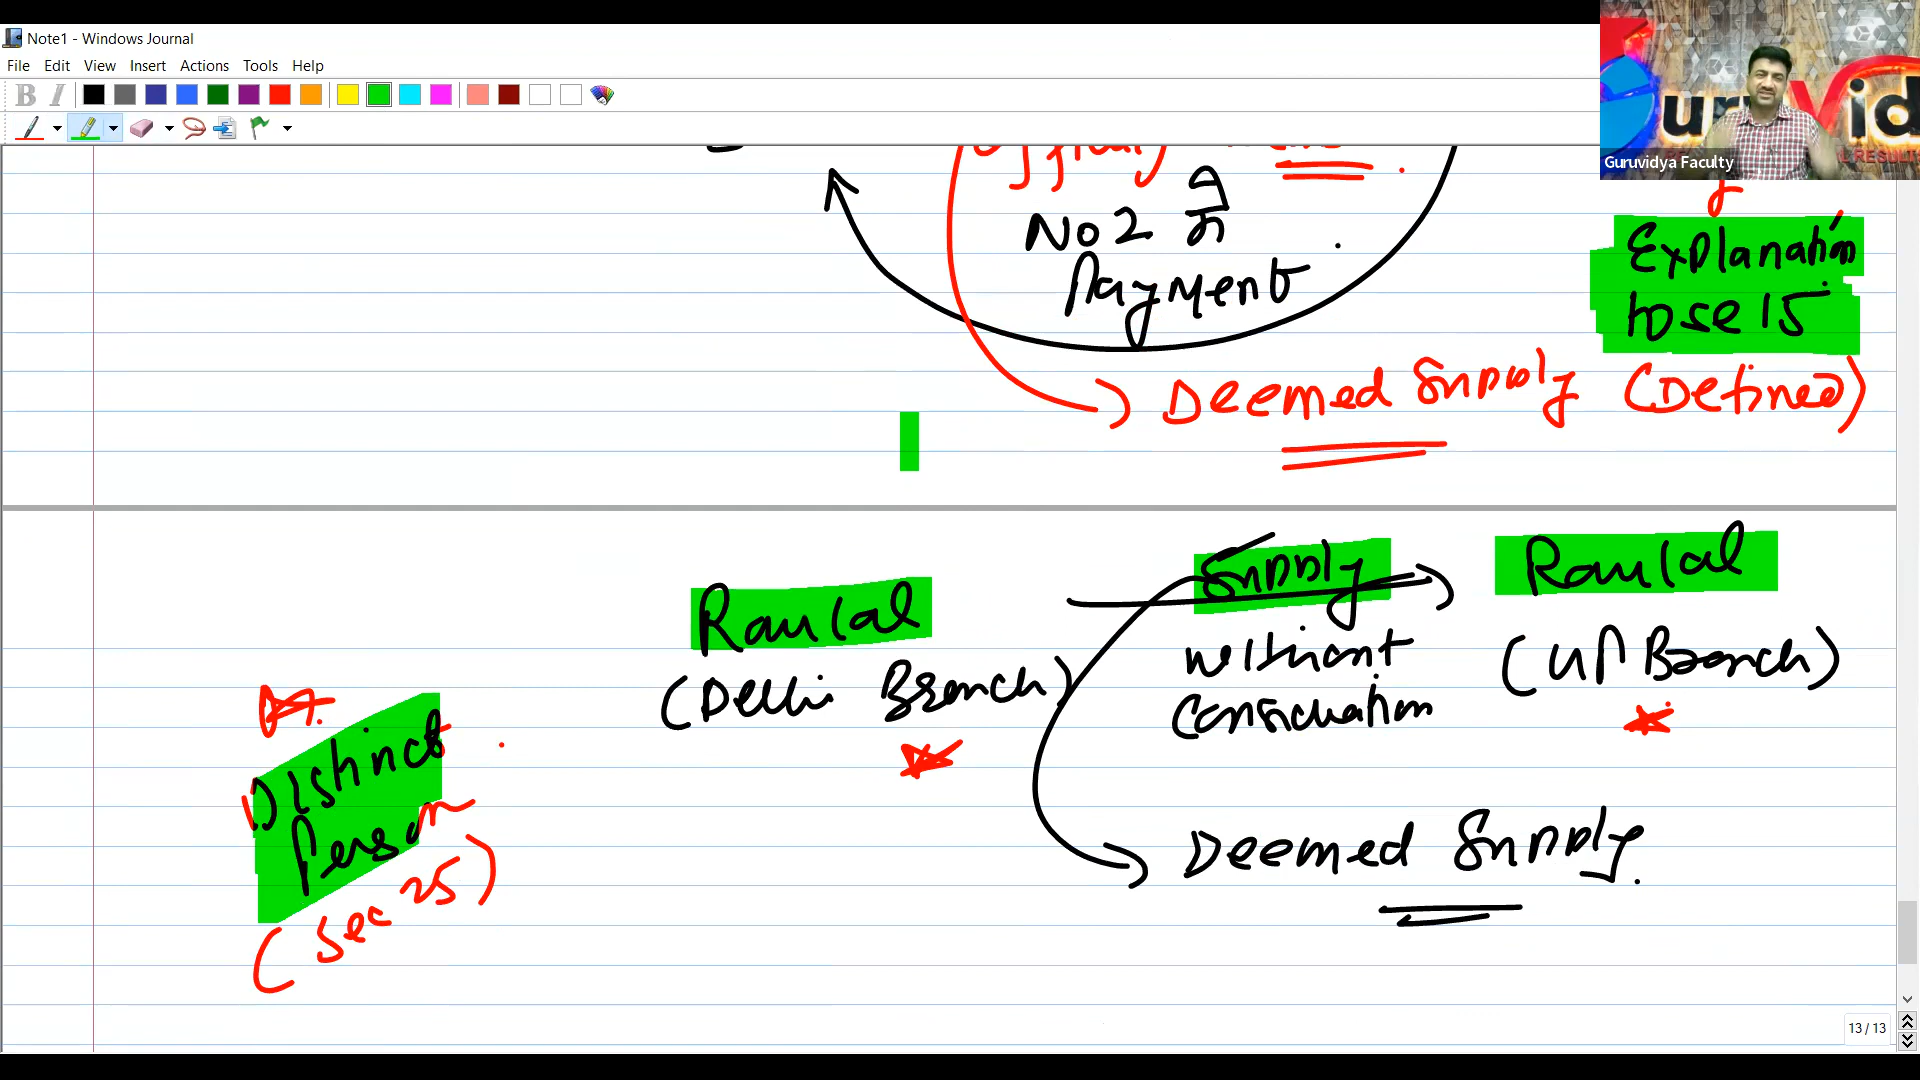 Note1 - Windows Journal
File Edit View Insert Actions Tools Help
B I
Guruvidya Faculty
No 2 में
Payment
Explanation
to sec 15
Deemed Supply (Defined)
Ramlal
Supply
Ramlal
(Delhi Branch)
without
Consideration
(UP Branch)
Distinct
Person
(Sec 25)
Deemed Supply.
13 / 13